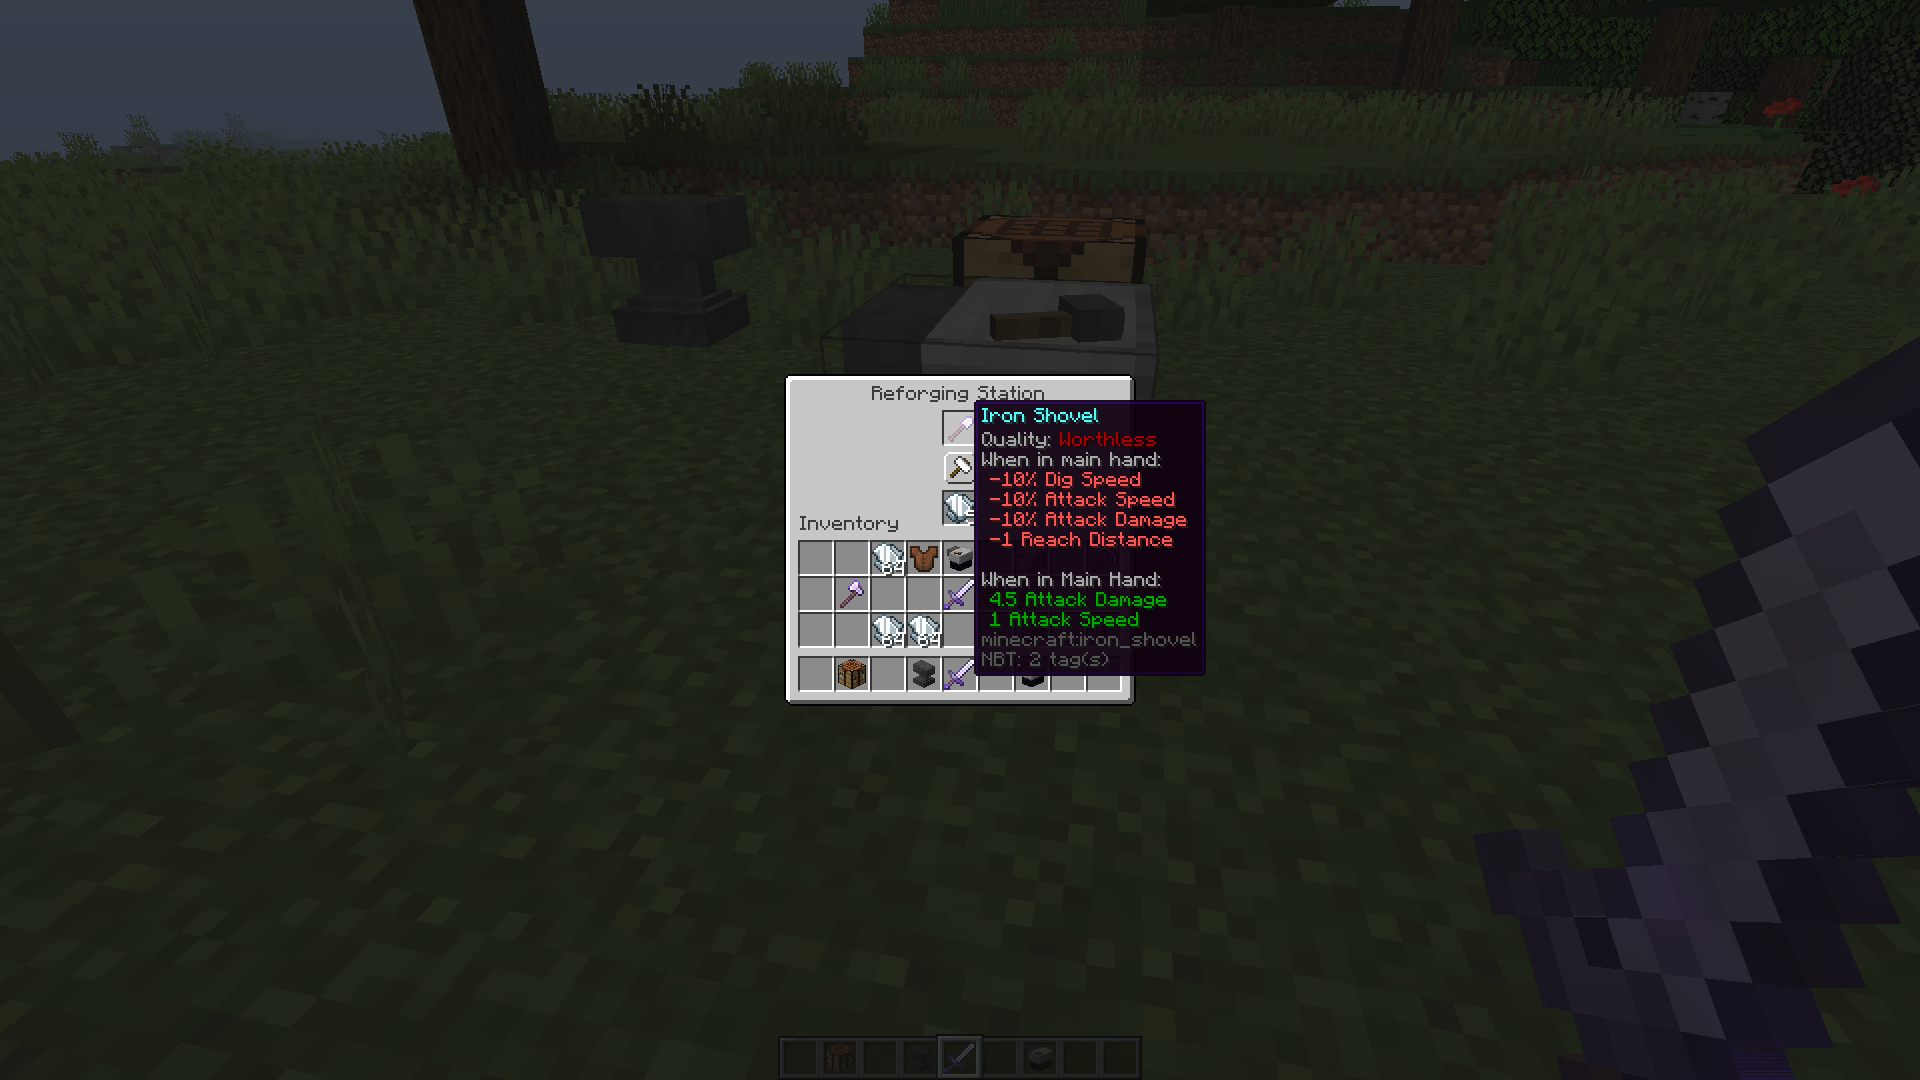 Reforging Station
Iron Shovel
Quality: Worthless
When in main hand:
-10% Dig Speed
-10% Attack Speed
-10% Attack Damage
-1 Reach Distance
Inventory
When in Main Hand:
4.5 Attack Damage
1 Attack Speed
minecraft:iron_shovel
NBT: 2 tag(s)